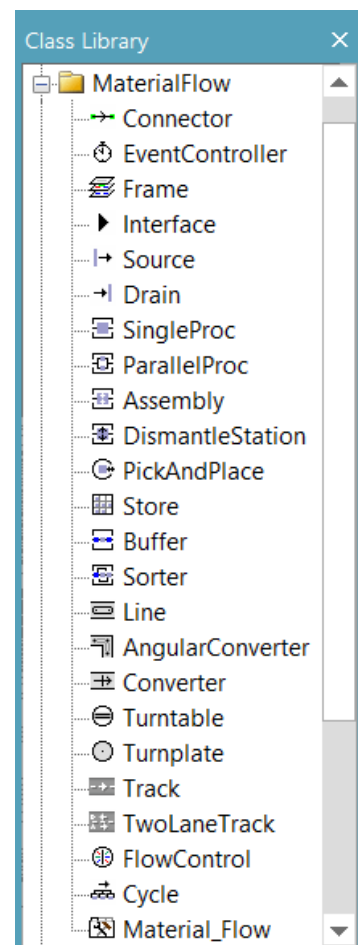 Class Library
MaterialFlow
Connector
EventController
Frame
Interface
Source
Drain
SingleProc
ParallelProc
Assembly
DismantleStation
PickAndPlace
Store
Buffer
Sorter
Line
AngularConverter
Converter
Turntable
Turnplate
Track
TwoLaneTrack
FlowControl
Cycle
Material_Flow